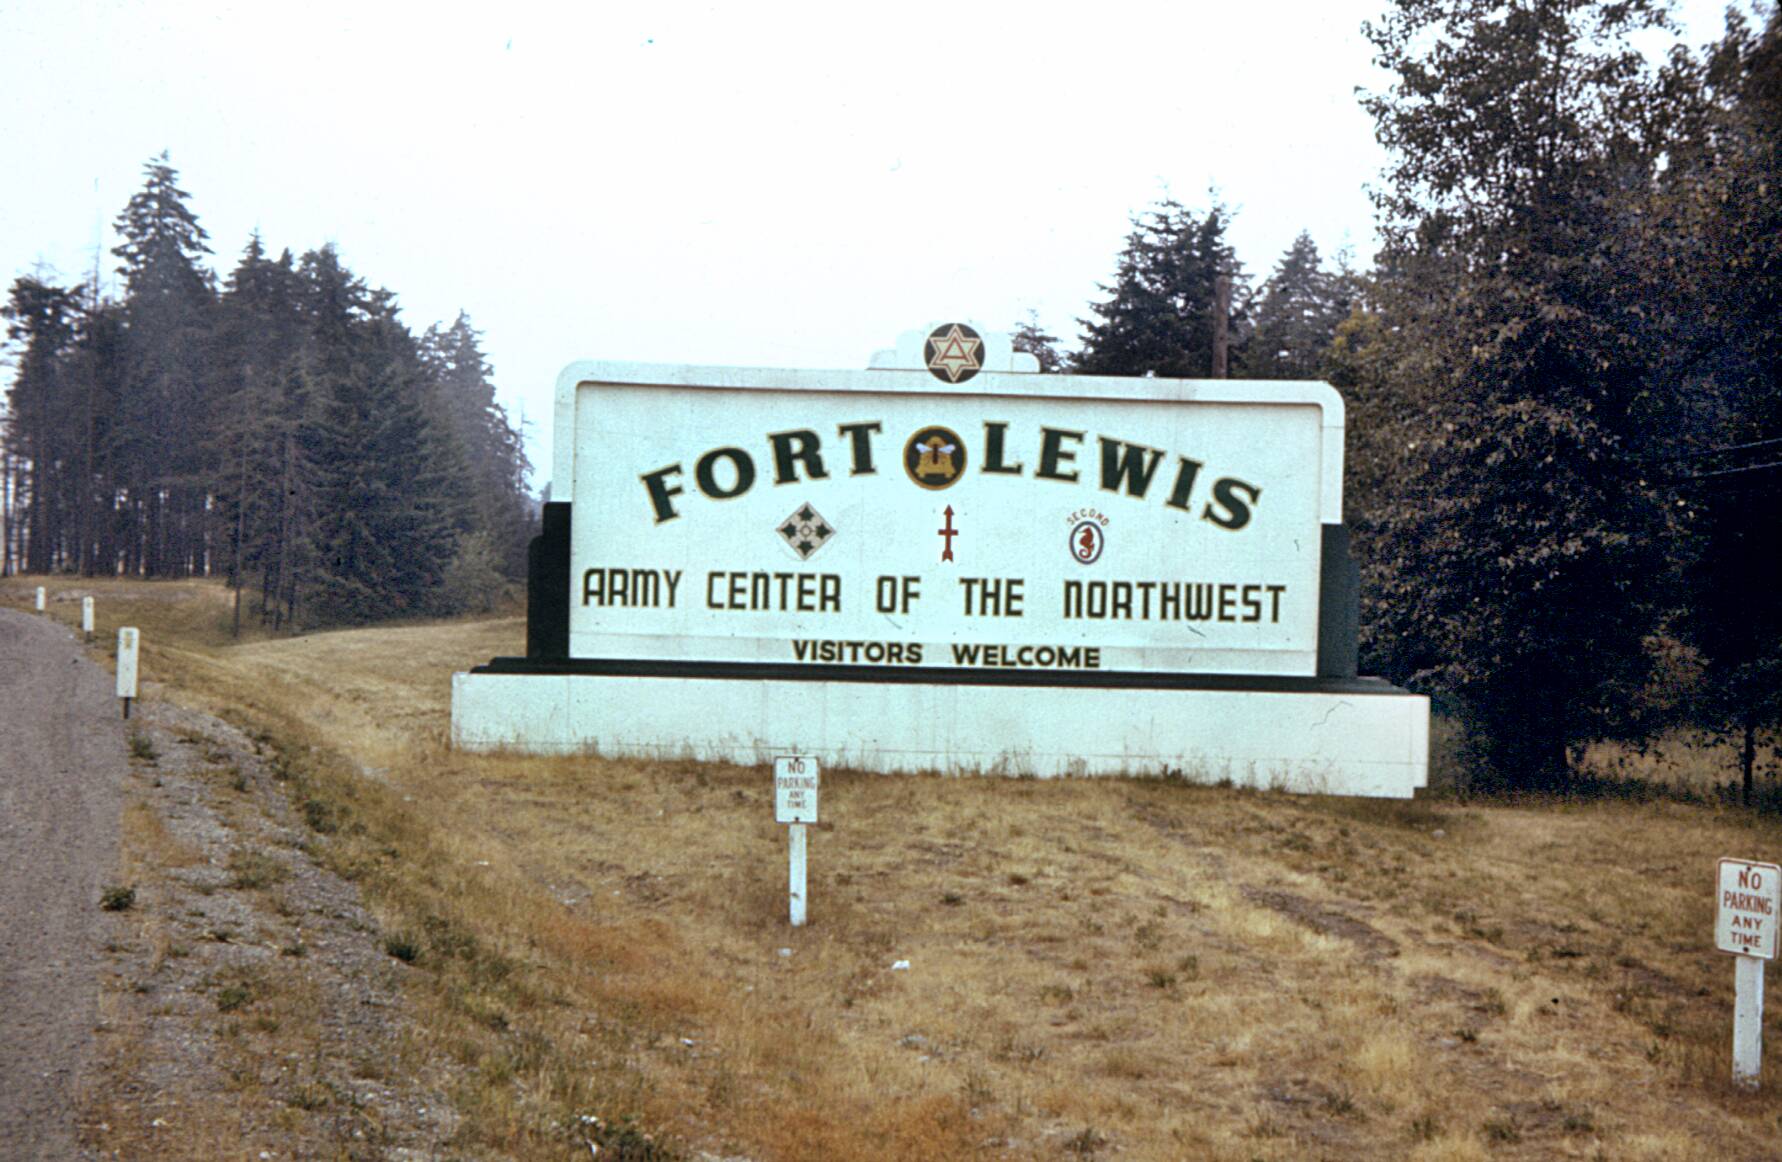 FORT LEWIS
SECOND
ARMY CENTER OF THE NORTHWEST
VISITORS WELCOME
NO
PARKING
ANY
TIME
NO
PARKING
ANY
TIME